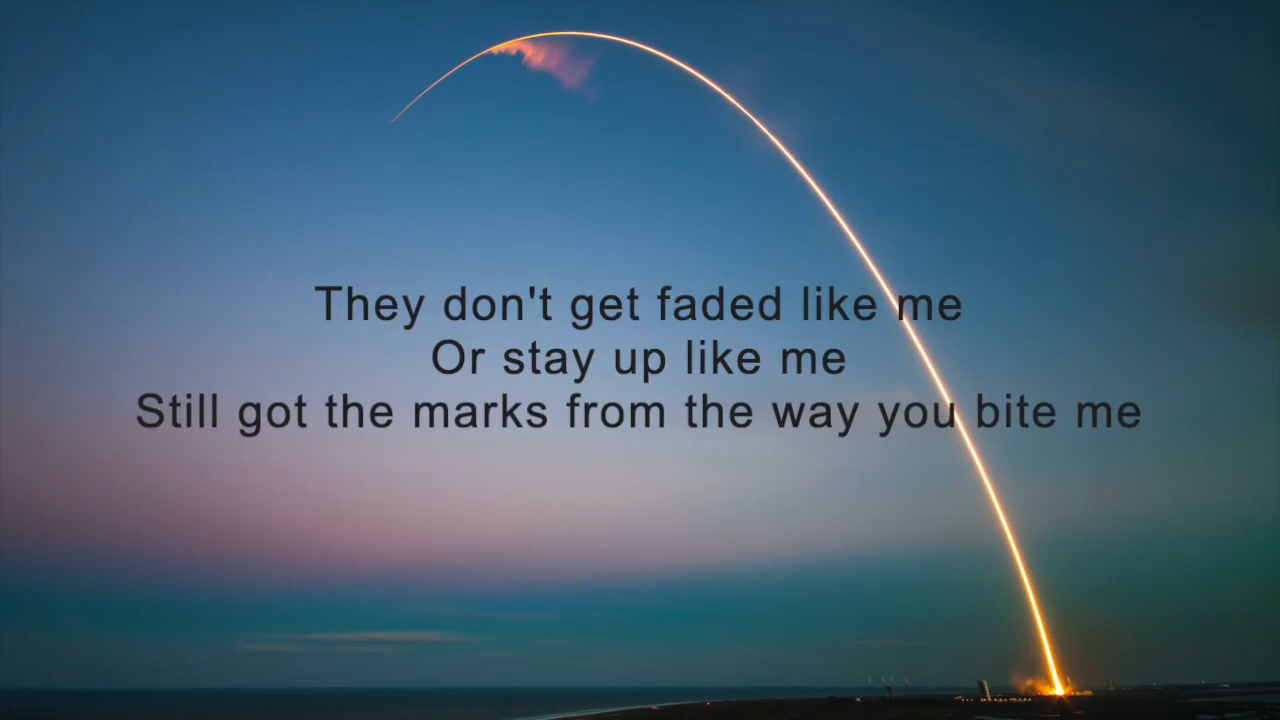 They don't get faded like me
Or stay up like me
Still got the marks from the way you bite me